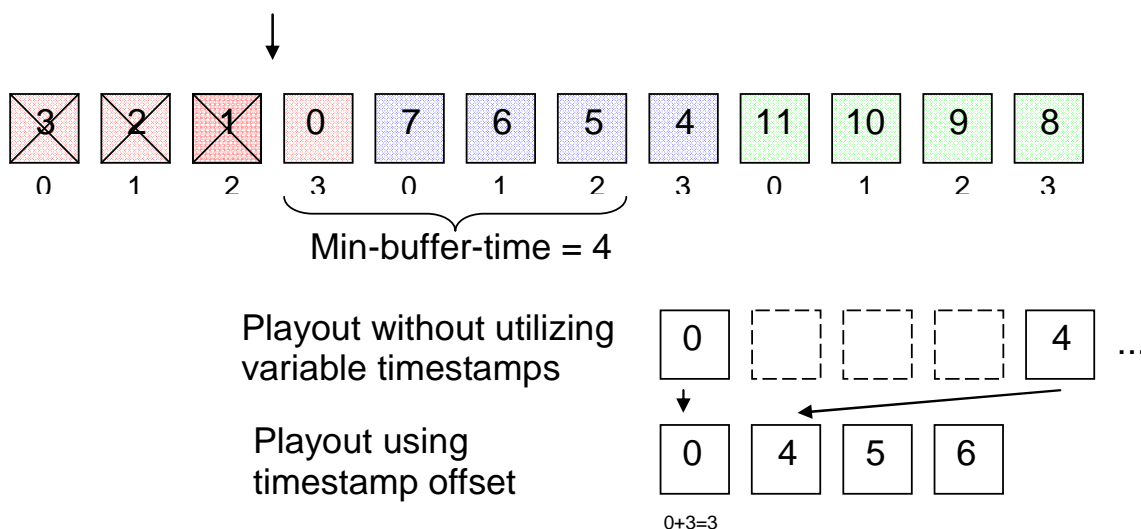 3 2 1 0 7 6 5 4 11 10 9 8
0 1 2 3 0 1 2 3 0 1 2 3
Min-buffer-time = 4
Playout without utilizing
variable timestamps
0 4 ...
Playout using
timestamp offset
0 4 5 6
0+3=3